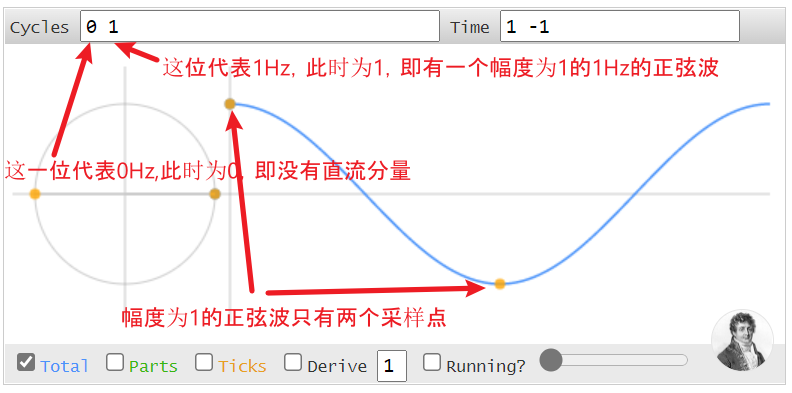 Cycles 0 1 Time 1 -1
这位代表1Hz, 此时为1, 即有一个幅度为1的1Hz的正弦波
这一位代表0Hz,此时为0, 即没有直流分量
幅度为1的正弦波只有两个采样点
Total Parts Ticks Derive 1 Running?